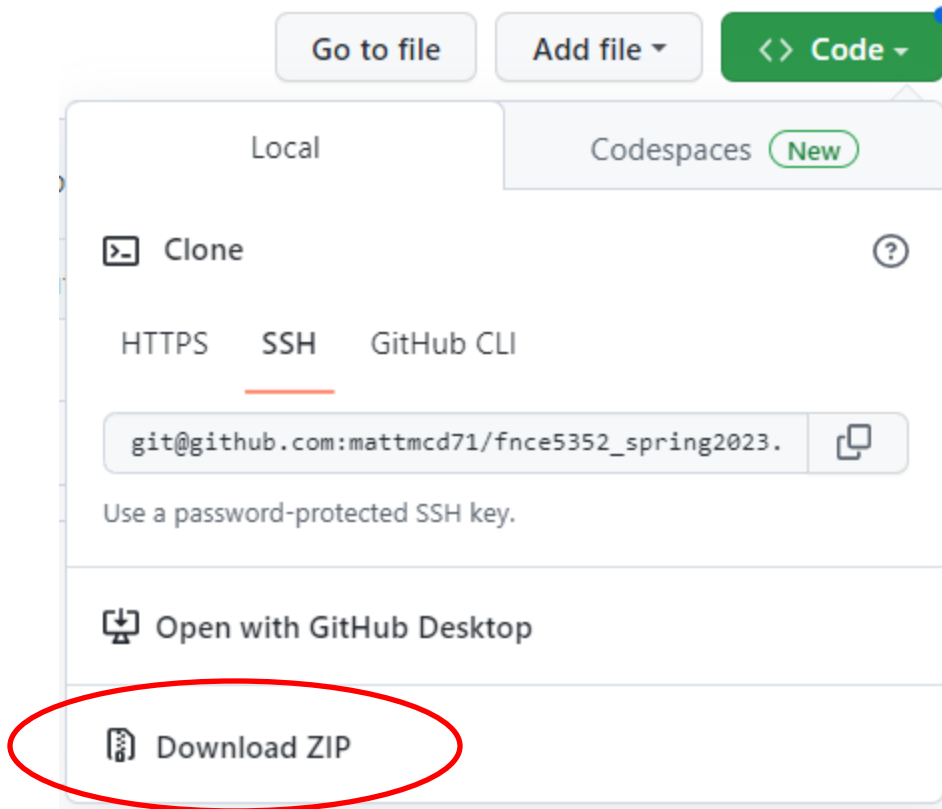 Go to file Add file <> Code
Local Codespaces New
Clone
HTTPS SSH GitHub CLI
git@github.com:mattmcd71/fnce5352_spring2023.
Use a password-protected SSH key.
Open with GitHub Desktop
Download ZIP